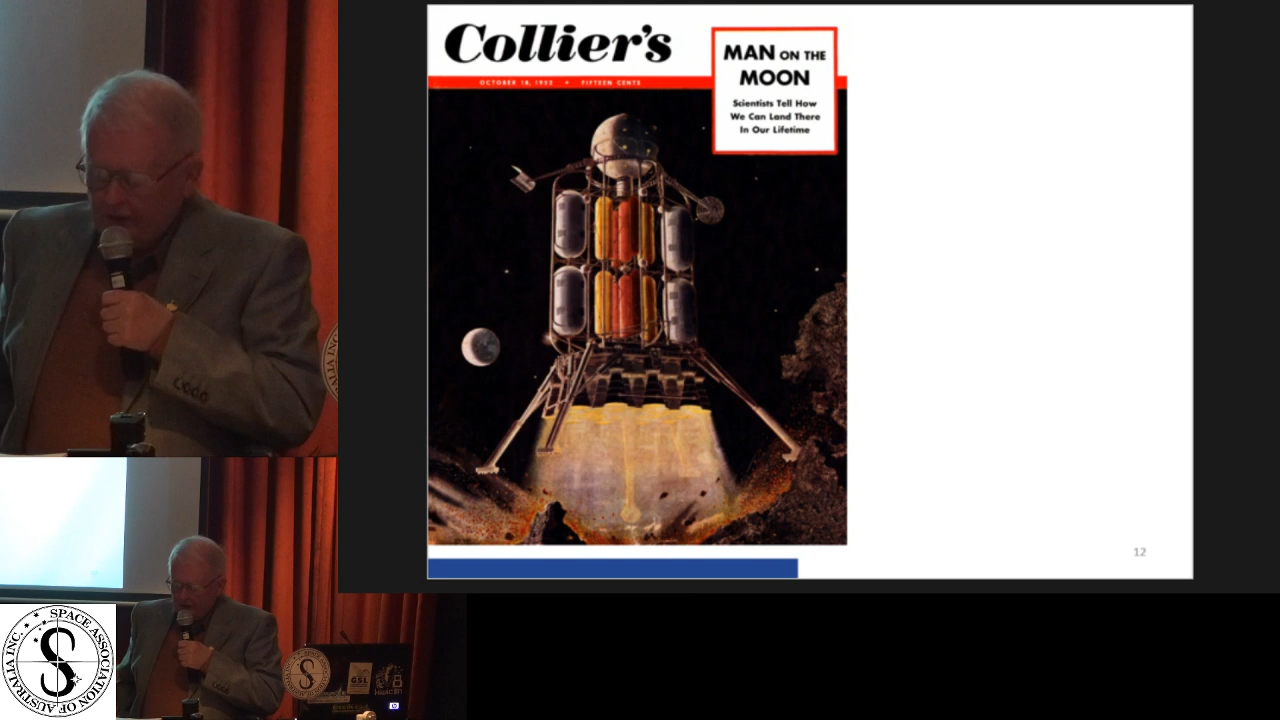 Collier's
OCTOBER 18, 1952 • FIFTEEN CENTS
MAN ON THE
MOON
Scientists Tell How
We Can Land There
In Our Lifetime
12
SPACE ASSOCIATION OF AUSTRALIA INC.
S
GSL